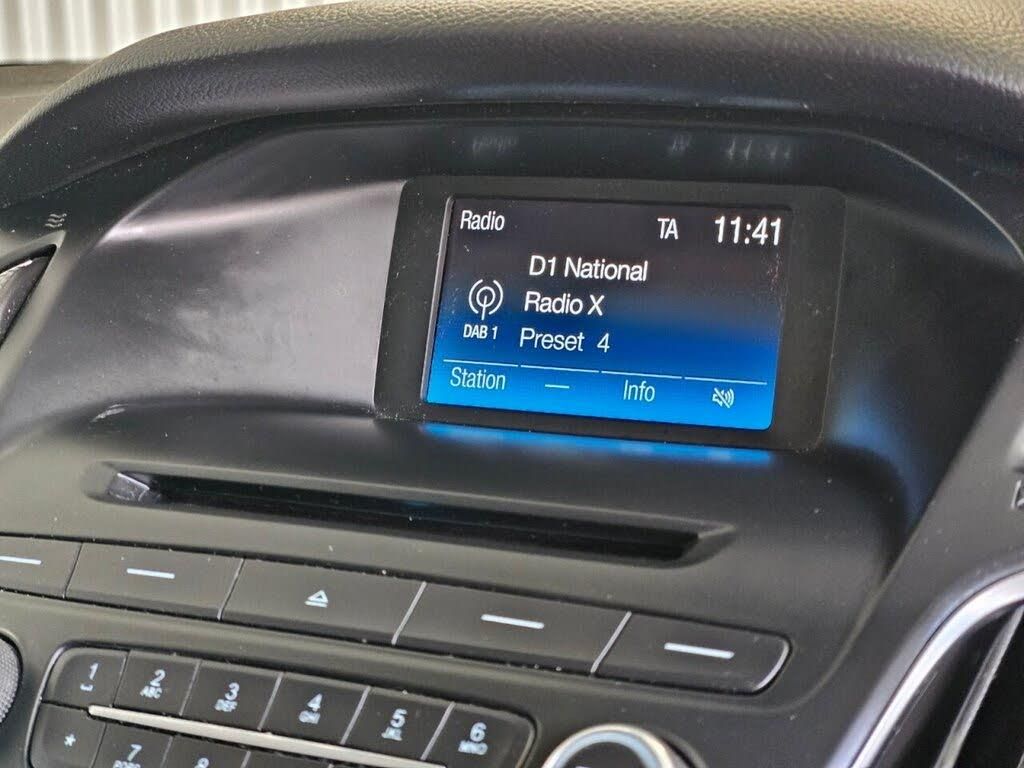 Radio TA 11:41
D1 National
Radio X
DAB 1 Preset 4
Station Info
1 2 3 4 5 6
ABC DEF GHI JKL MNO
* 7 8